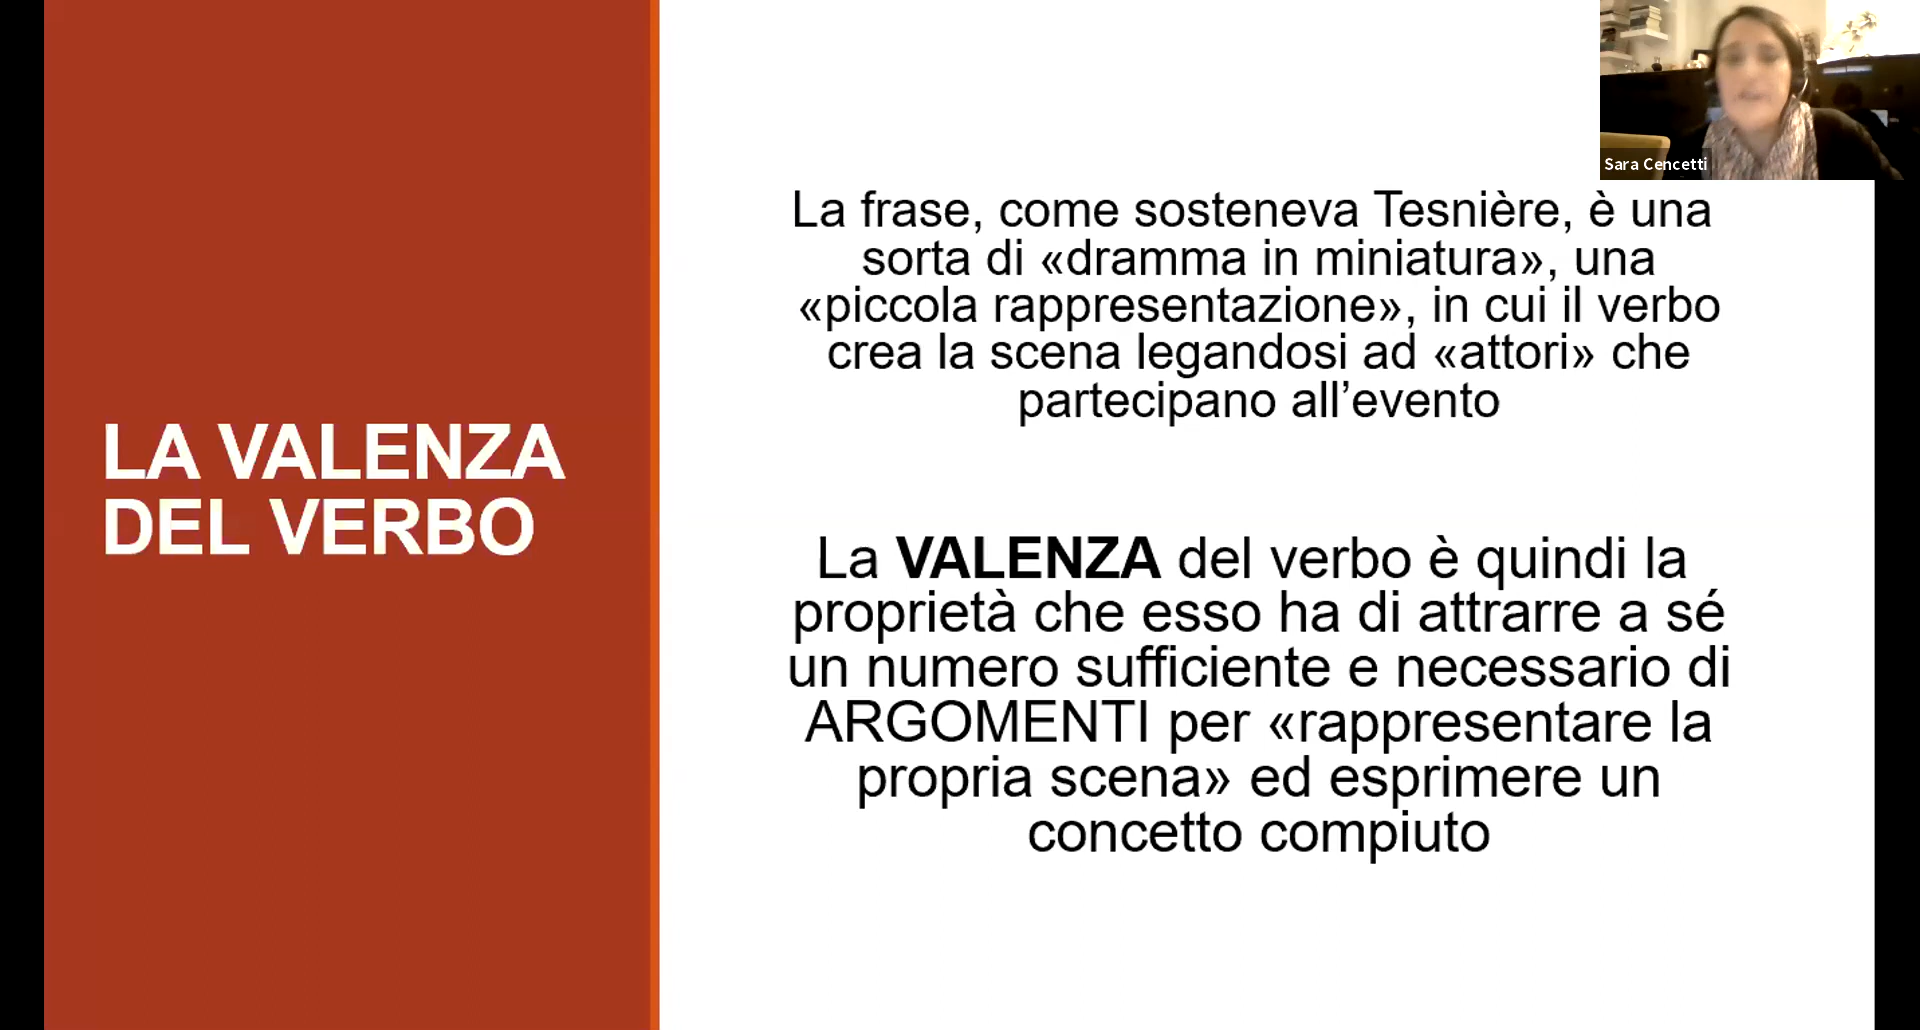 LA VALENZA
DEL VERBO
La frase, come sosteneva Tesnière, è una
sorta di «dramma in miniatura», una
«piccola rappresentazione», in cui il verbo
crea la scena legandosi ad «attori» che
partecipano all’evento
La VALENZA del verbo è quindi la
proprietà che esso ha di attrarre a sé
un numero sufficiente e necessario di
ARGOMENTI per «rappresentare la
propria scena» ed esprimere un
concetto compiuto
Sara Cencetti